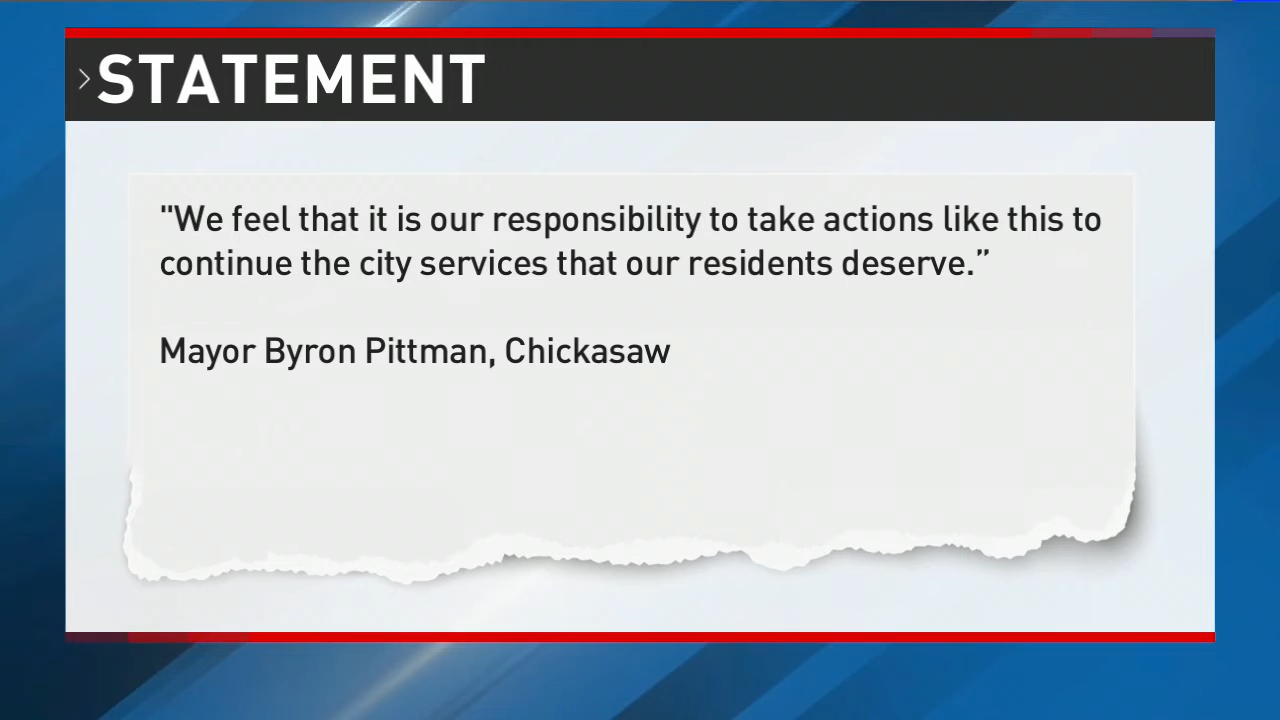 STATEMENT
"We feel that it is our responsibility to take actions like this to
continue the city services that our residents deserve.”
Mayor Byron Pittman, Chickasaw